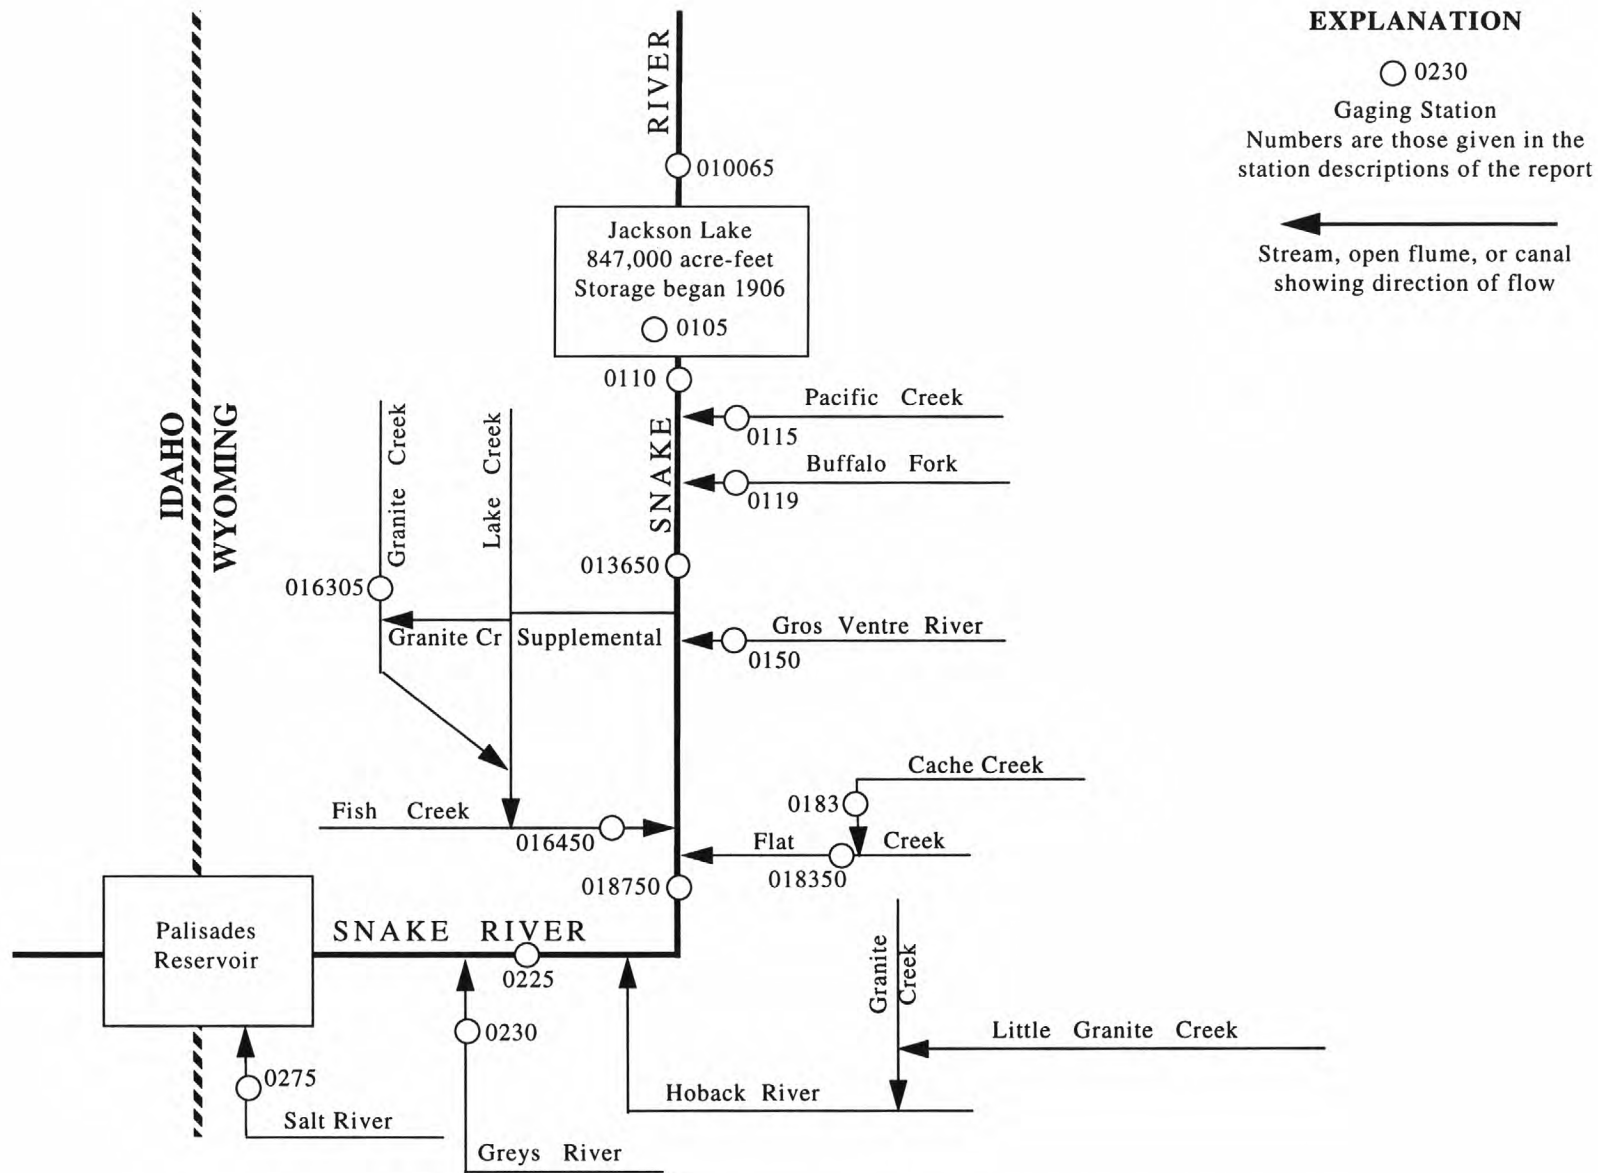 EXPLANATION
0230
Gaging Station
Numbers are those given in the
station descriptions of the report
Stream, open flume, or canal
showing direction of flow
RIVER
010065
Jackson Lake
847,000 acre-feet
Storage began 1906
0105
0110
Pacific Creek
0115
SNAKE
Buffalo Fork
0119
IDAHO
WYOMING
Granite Creek
Lake Creek
013650
016305
Granite Cr Supplemental
Gros Ventre River
0150
Cache Creek
0183
Fish Creek
016450
Flat Creek
018350
018750
Palisades
Reservoir
SNAKE RIVER
0225
Granite
Creek
0230
Little Granite Creek
0275
Hoback River
Salt River
Greys River